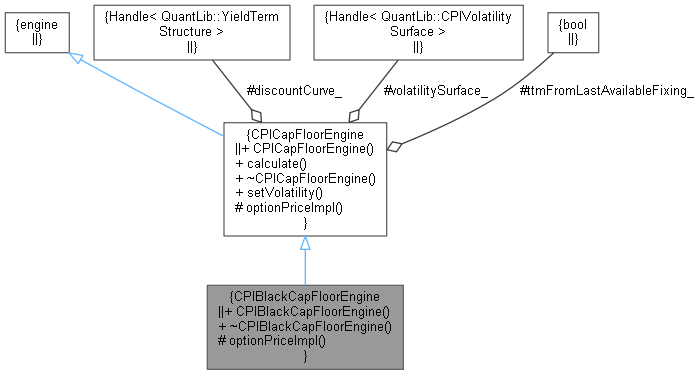 {engine
||}
{Handle< QuantLib::YieldTerm
Structure >
||}
{Handle< QuantLib::CPIVolatility
Surface >
||}
{bool
||}
#discountCurve_
#volatilitySurface_
#ttmFromLastAvailableFixing_
{CPICapFloorEngine
||+ CPICapFloorEngine()
+ calculate()
+ ~CPICapFloorEngine()
+ setVolatility()
# optionPriceImpl()
}
{CPIBlackCapFloorEngine
||+ CPIBlackCapFloorEngine()
+ ~CPIBlackCapFloorEngine()
# optionPriceImpl()
}